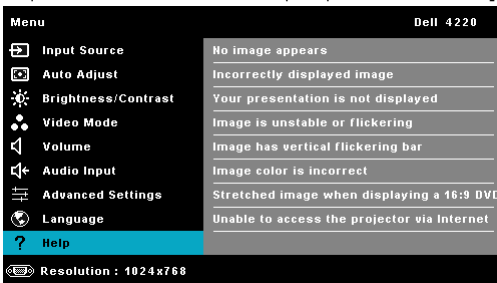 Menu Dell 4220
Input Source No image appears
Auto Adjust Incorrectly displayed image
Brightness/Contrast Your presentation is not displayed
Video Mode Image is unstable or flickering
Volume Image has vertical flickering bar
Audio Input Image color is incorrect
Advanced Settings Stretched image when displaying a 16:9 DVD
Language Unable to access the projector via Internet
? Help
Resolution : 1024x768